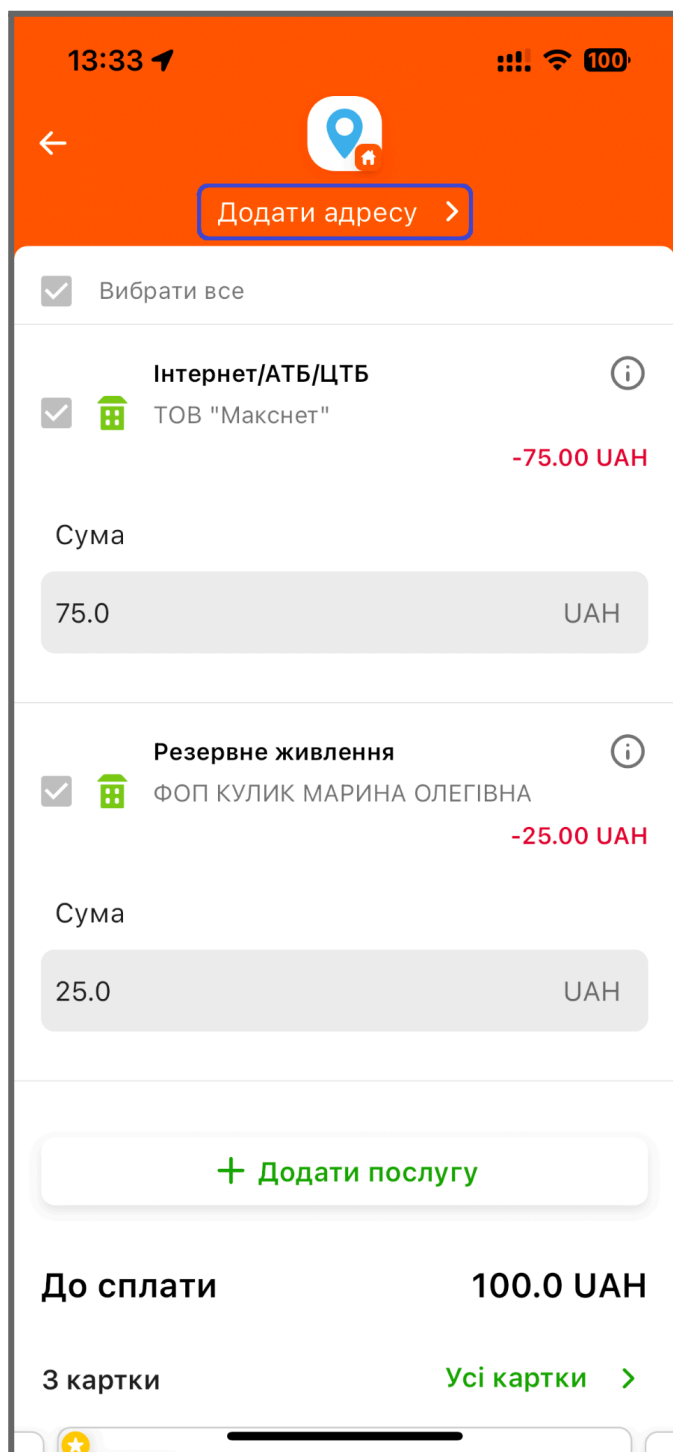 13:33
100
Додати адресу
Вибрати все
Інтернет/АТБ/ЦТБ
ТОВ "Макснет"
-75.00 UAH
Сума
75.0 UAH
Резервне живлення
ФОП КУЛИК МАРИНА ОЛЕГІВНА
-25.00 UAH
Сума
25.0 UAH
+ Додати послугу
До сплати 100.0 UAH
З картки Усі картки